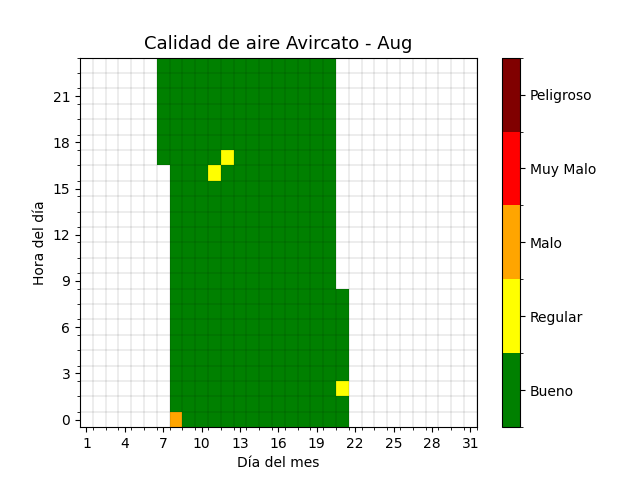 Calidad de aire Avircato - Aug
Hora del día
21
18
15
12
9
6
3
0
1 4 7 10 13 16 19 22 25 28 31
Día del mes
Peligroso
Muy Malo
Malo
Regular
Bueno